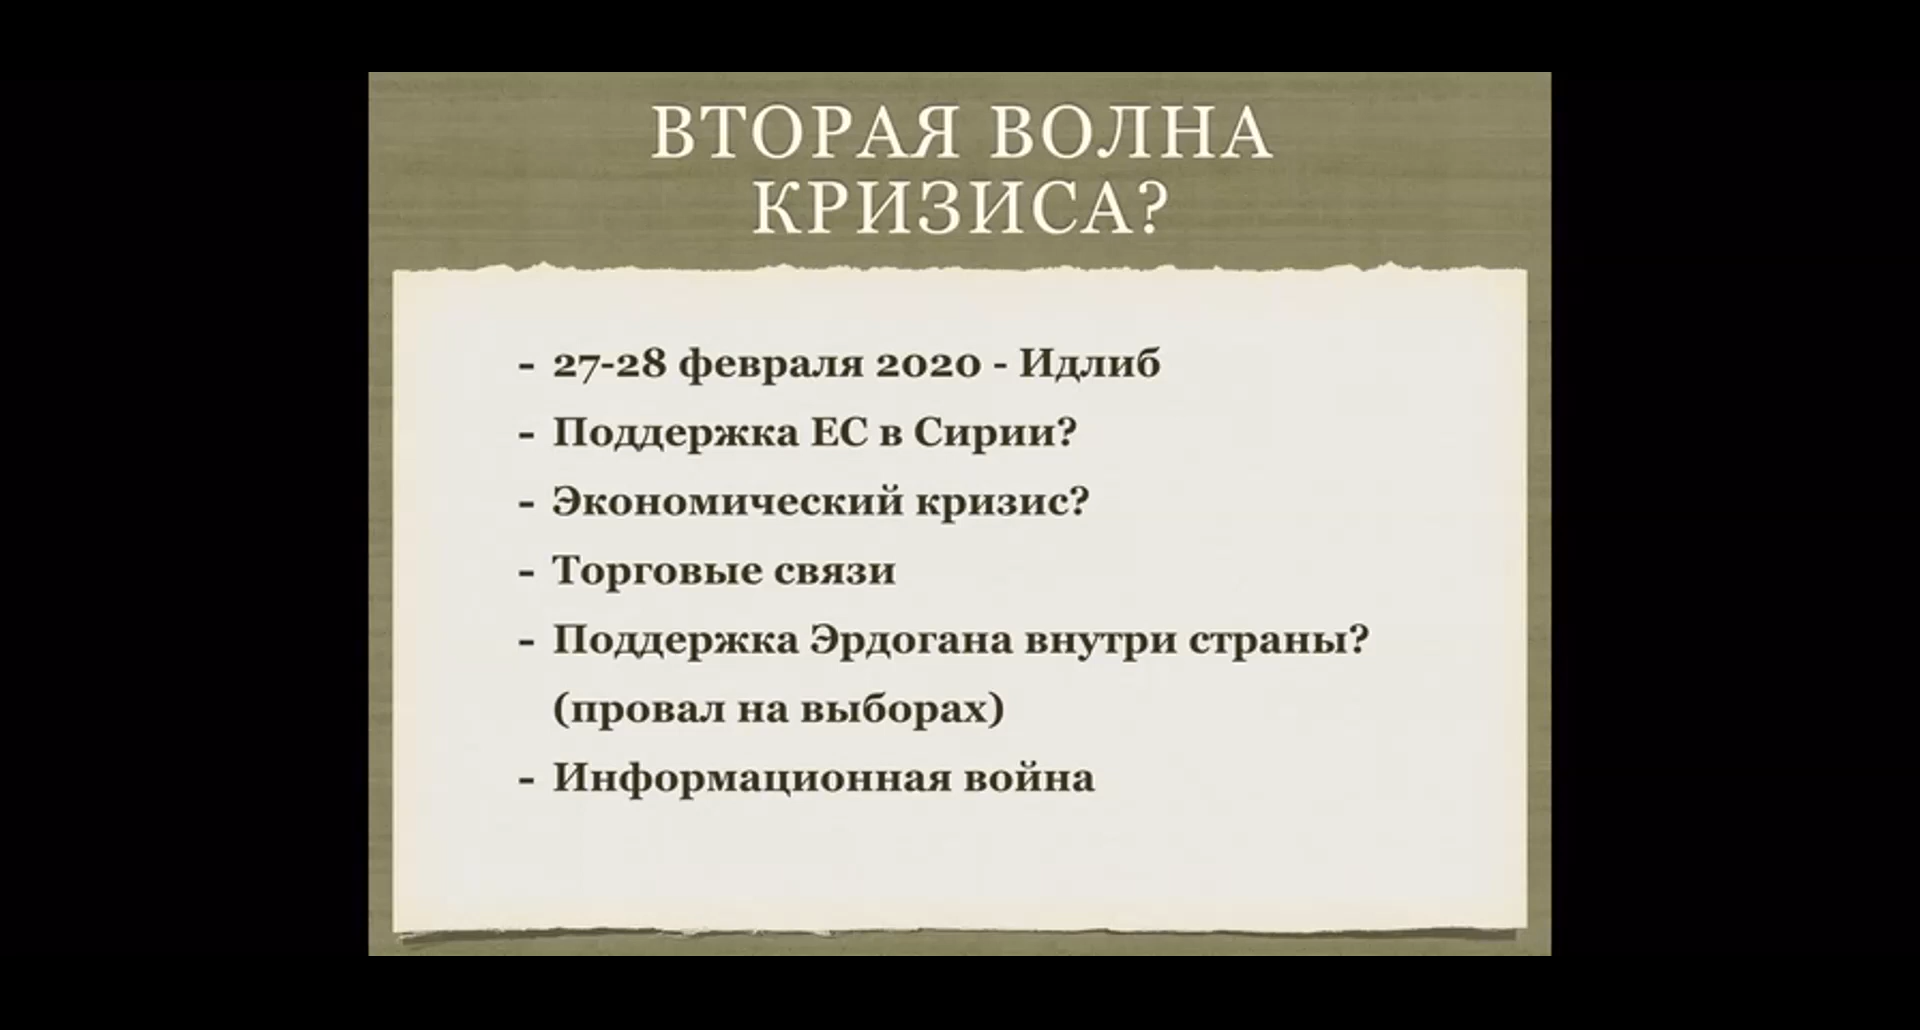 ВТОРАЯ ВОЛНА
КРИЗИСА?
- 27-28 февраля 2020 - Идлиб
- Поддержка ЕС в Сирии?
- Экономический кризис?
- Торговые связи
- Поддержка Эрдогана внутри страны?
(провал на выборах)
- Информационная война